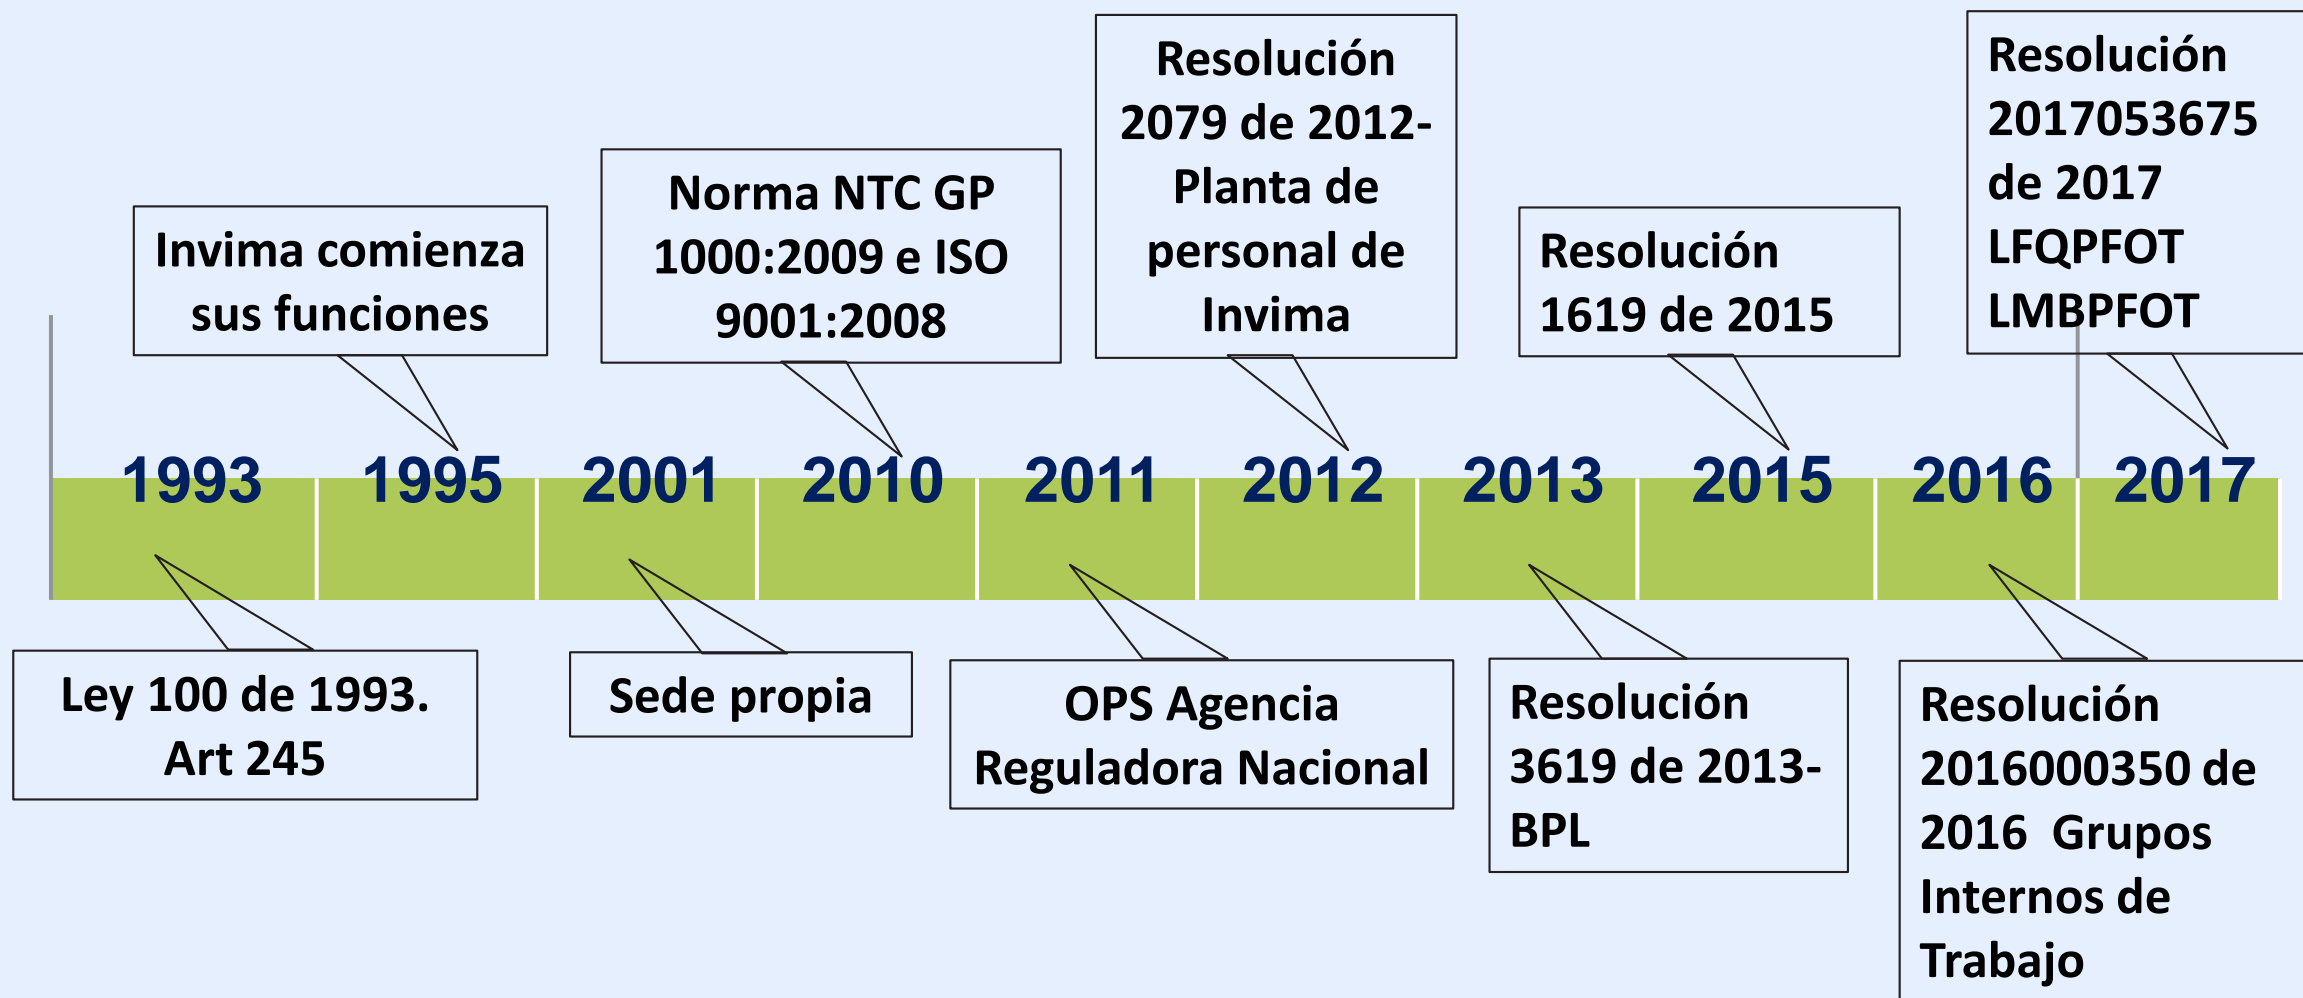 Invima comienza
sus funciones
Norma NTC GP
1000:2009 e ISO
9001:2008
Resolución
2079 de 2012-
Planta de
personal de
Invima
Resolución
1619 de 2015
Resolución
2017053675
de 2017
LFQPFOT
LMBPFOT
1993 1995 2001 2010 2011 2012 2013 2015 2016 2017
Ley 100 de 1993.
Art 245
Sede propia
OPS Agencia
Reguladora Nacional
Resolución
3619 de 2013-
BPL
Resolución
2016000350 de
2016  Grupos
Internos de
Trabajo